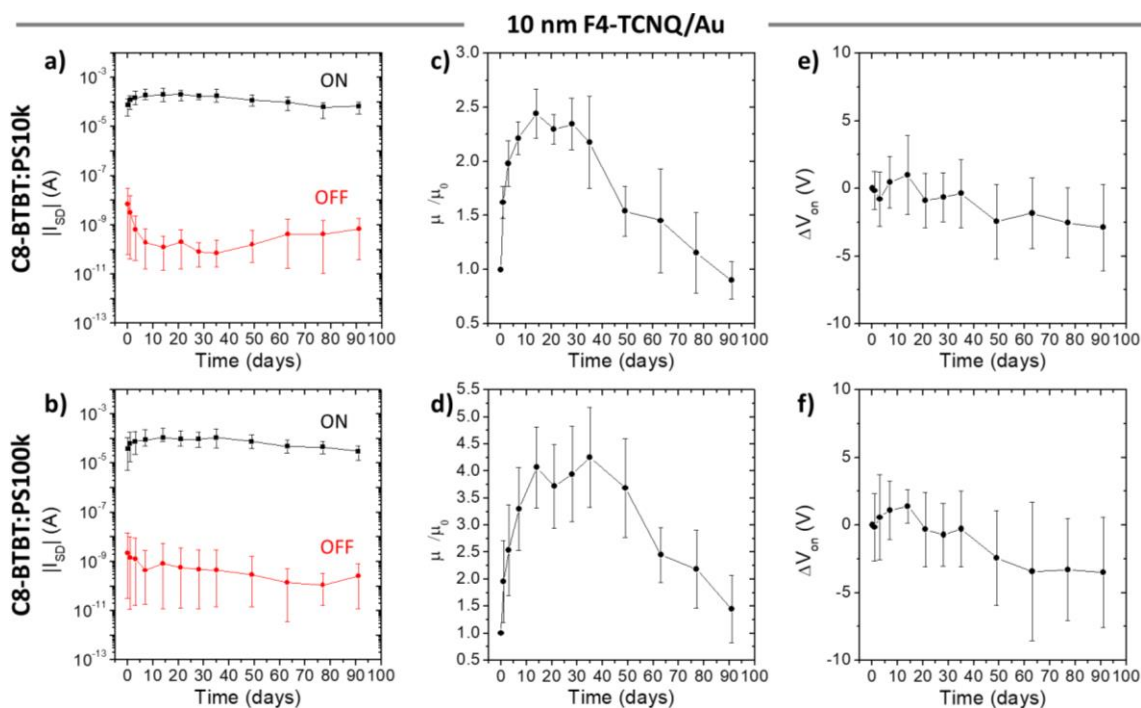 10 nm F4-TCNQ/Au
C8-BTBT:PS10k
a)
10⁻³
10⁻⁵
10⁻⁷
10⁻⁹
10⁻¹¹
10⁻¹³
||I_SD| (A)
ON
OFF
0 10 20 30 40 50 60 70 80 90 100
Time (days)
c)
3.0
2.5
2.0
1.5
1.0
0.5
μ /μ₀
0 10 20 30 40 50 60 70 80 90 100
Time (days)
e)
10
5
0
-5
-10
ΔV_on (V)
0 10 20 30 40 50 60 70 80 90 100
Time (days)
C8-BTBT:PS100k
b)
10⁻³
10⁻⁵
10⁻⁷
10⁻⁹
10⁻¹¹
10⁻¹³
||I_SD| (A)
ON
OFF
0 10 20 30 40 50 60 70 80 90 100
Time (days)
d)
5.5
5.0
4.5
4.0
3.5
3.0
2.5
2.0
1.5
1.0
0.5
μ /μ₀
0 10 20 30 40 50 60 70 80 90 100
Time (days)
f)
10
5
0
-5
-10
ΔV_on (V)
0 10 20 30 40 50 60 70 80 90 100
Time (days)